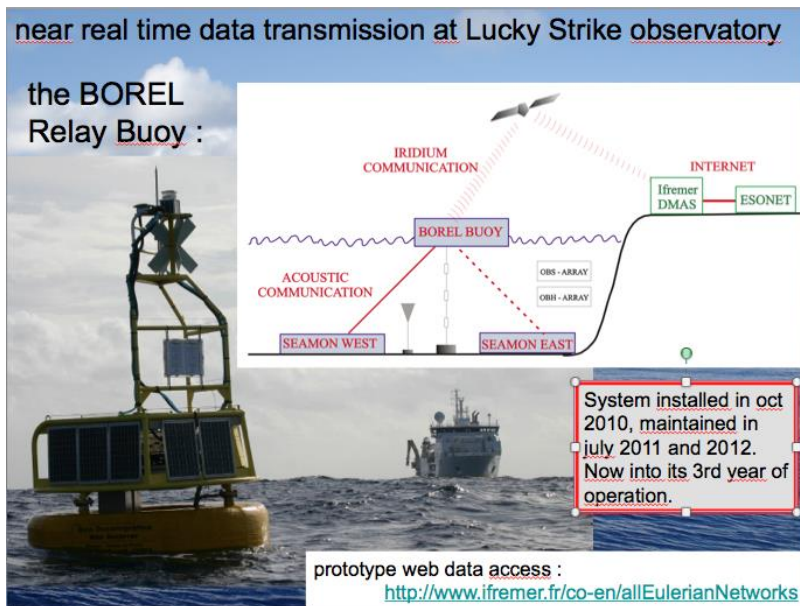 near real time data transmission at Lucky Strike observatory
the BOREL
Relay Buoy :
IRIDIUM
COMMUNICATION
INTERNET
Ifremer
DMAS
ESONET
BOREL BUOY
ACOUSTIC
COMMUNICATION
OBS - ARRAY
OBH - ARRAY
SEAMON WEST
SEAMON EAST
System installed in oct
2010, maintained in
july 2011 and 2012.
Now into its 3rd year of
operation.
prototype web data access :
http://www.ifremer.fr/co-en/allEulerianNetworks